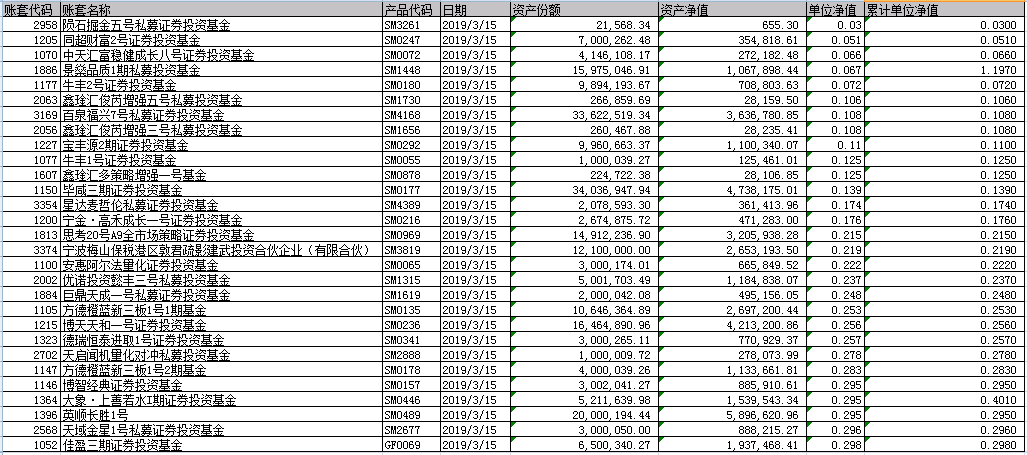 账套代码 账套名称 产品代码 日期 资产份额 资产净值 单位净值 累计单位净值
2958 陨石掘金五号私募证券投资基金 SM3261 2019/3/15 21,568.34 655.30 0.03 0.0300
1205 同超财富2号证券投资基金 SM0247 2019/3/15 7,000,262.48 354,818.61 0.051 0.0510
1070 中天汇富稳健成长八号证券投资基金 SM0072 2019/3/15 4,146,108.17 272,182.48 0.066 0.0660
1886 景燊品质1期私募投资基金 SM1448 2019/3/15 15,975,046.91 1,067,898.44 0.067 1.1970
1177 牛丰2号证券投资基金 SM0180 2019/3/15 9,894,193.67 708,803.63 0.072 0.0720
2063 鑫琻汇俊芮增强五号私募投资基金 SM1730 2019/3/15 266,859.69 28,159.50 0.106 0.1060
3169 百泉福兴7号私募证券投资基金 SM4168 2019/3/15 33,622,519.34 3,636,780.85 0.108 0.1080
2056 鑫琻汇俊芮增强三号私募投资基金 SM1656 2019/3/15 260,467.88 28,235.41 0.108 0.1080
1227 宝丰源2期证券投资基金 SM0292 2019/3/15 9,960,663.37 1,100,340.07 0.11 0.1100
1077 牛丰1号证券投资基金 SM0055 2019/3/15 1,000,039.27 125,461.01 0.125 0.1250
1607 鑫琻汇多策略增强一号基金 SM0878 2019/3/15 224,722.38 28,106.85 0.125 0.1250
1150 毕咸三期证券投资基金 SM0177 2019/3/15 34,036,947.94 4,738,175.01 0.139 0.1390
3354 星达麦哲伦私募证券投资基金 SM4389 2019/3/15 2,078,593.30 361,413.96 0.174 0.1740
1200 宁金·高禾成长一号证券投资基金 SM0216 2019/3/15 2,674,875.72 471,283.00 0.176 0.1760
1813 思考20号A9全市场策略证券投资基金 SM0969 2019/3/15 14,912,236.90 3,205,938.28 0.215 0.2150
3374 宁波梅山保税港区敦君疏影建武投资合伙企业（有限合伙） SM3819 2019/3/15 12,100,000.00 2,653,193.50 0.219 0.2190
1100 安惠阿尔法量化证券投资基金 SM0065 2019/3/15 3,000,174.01 665,849.52 0.222 0.2220
2002 优诺投资懿丰三号私募基金 SM1315 2019/3/15 5,001,703.49 1,184,838.07 0.237 0.2370
1884 巨鼎天成一号私募证券投资基金 SM1619 2019/3/15 2,000,042.08 495,156.05 0.248 0.2480
1105 方德橙蓝新三板1号1期基金 SM0135 2019/3/15 10,646,364.89 2,697,200.44 0.253 0.2530
1215 博天天和一号证券投资基金 SM0236 2019/3/15 16,464,890.96 4,213,200.86 0.256 0.2560
1323 德瑞恒泰进取1号证券投资基金 SM0341 2019/3/15 3,000,265.11 770,929.37 0.257 0.2570
2702 天启闻机量化对冲私募投资基金 SM2888 2019/3/15 1,000,009.72 278,073.99 0.278 0.2780
1147 方德橙蓝新三板1号2期基金 SM0178 2019/3/15 4,000,039.26 1,133,661.81 0.283 0.2830
1146 博智经典证券投资基金 SM0157 2019/3/15 3,002,041.27 885,910.61 0.295 0.2950
1364 大象·上善若水I期证券投资基金 SM0446 2019/3/15 5,211,639.98 1,539,543.34 0.295 0.4010
1396 英顺长胜1号 SM0489 2019/3/15 20,000,194.44 5,896,620.96 0.295 0.2950
2568 天域金星1号私募证券投资基金 SM2677 2019/3/15 3,000,050.00 888,215.27 0.296 0.2960
1052 佳盈三期证券投资基金 GF0069 2019/3/15 6,500,340.27 1,937,468.41 0.298 0.2980